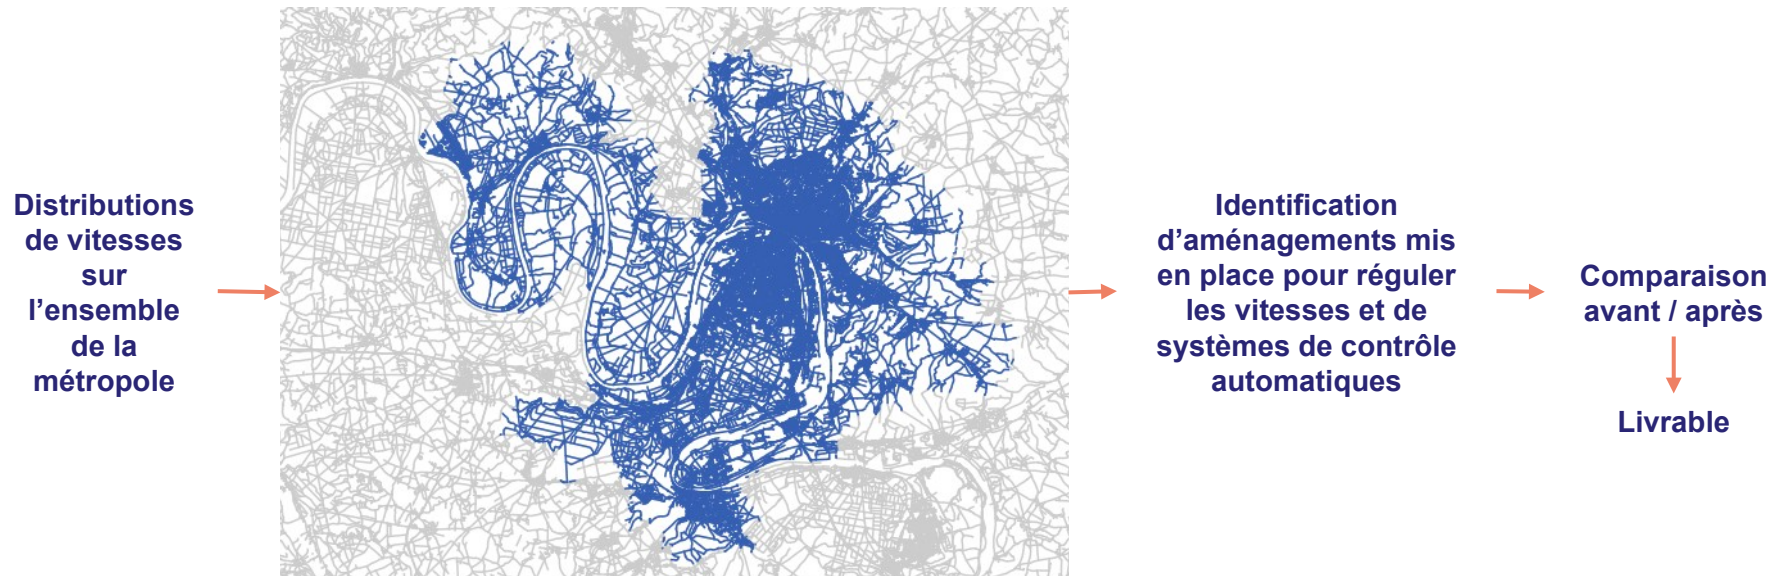 Distributions
de vitesses
sur
l’ensemble
de la
métropole
Identification
d’aménagements mis
en place pour réguler
les vitesses et de
systèmes de contrôle
automatiques
Comparaison
avant / après
Livrable